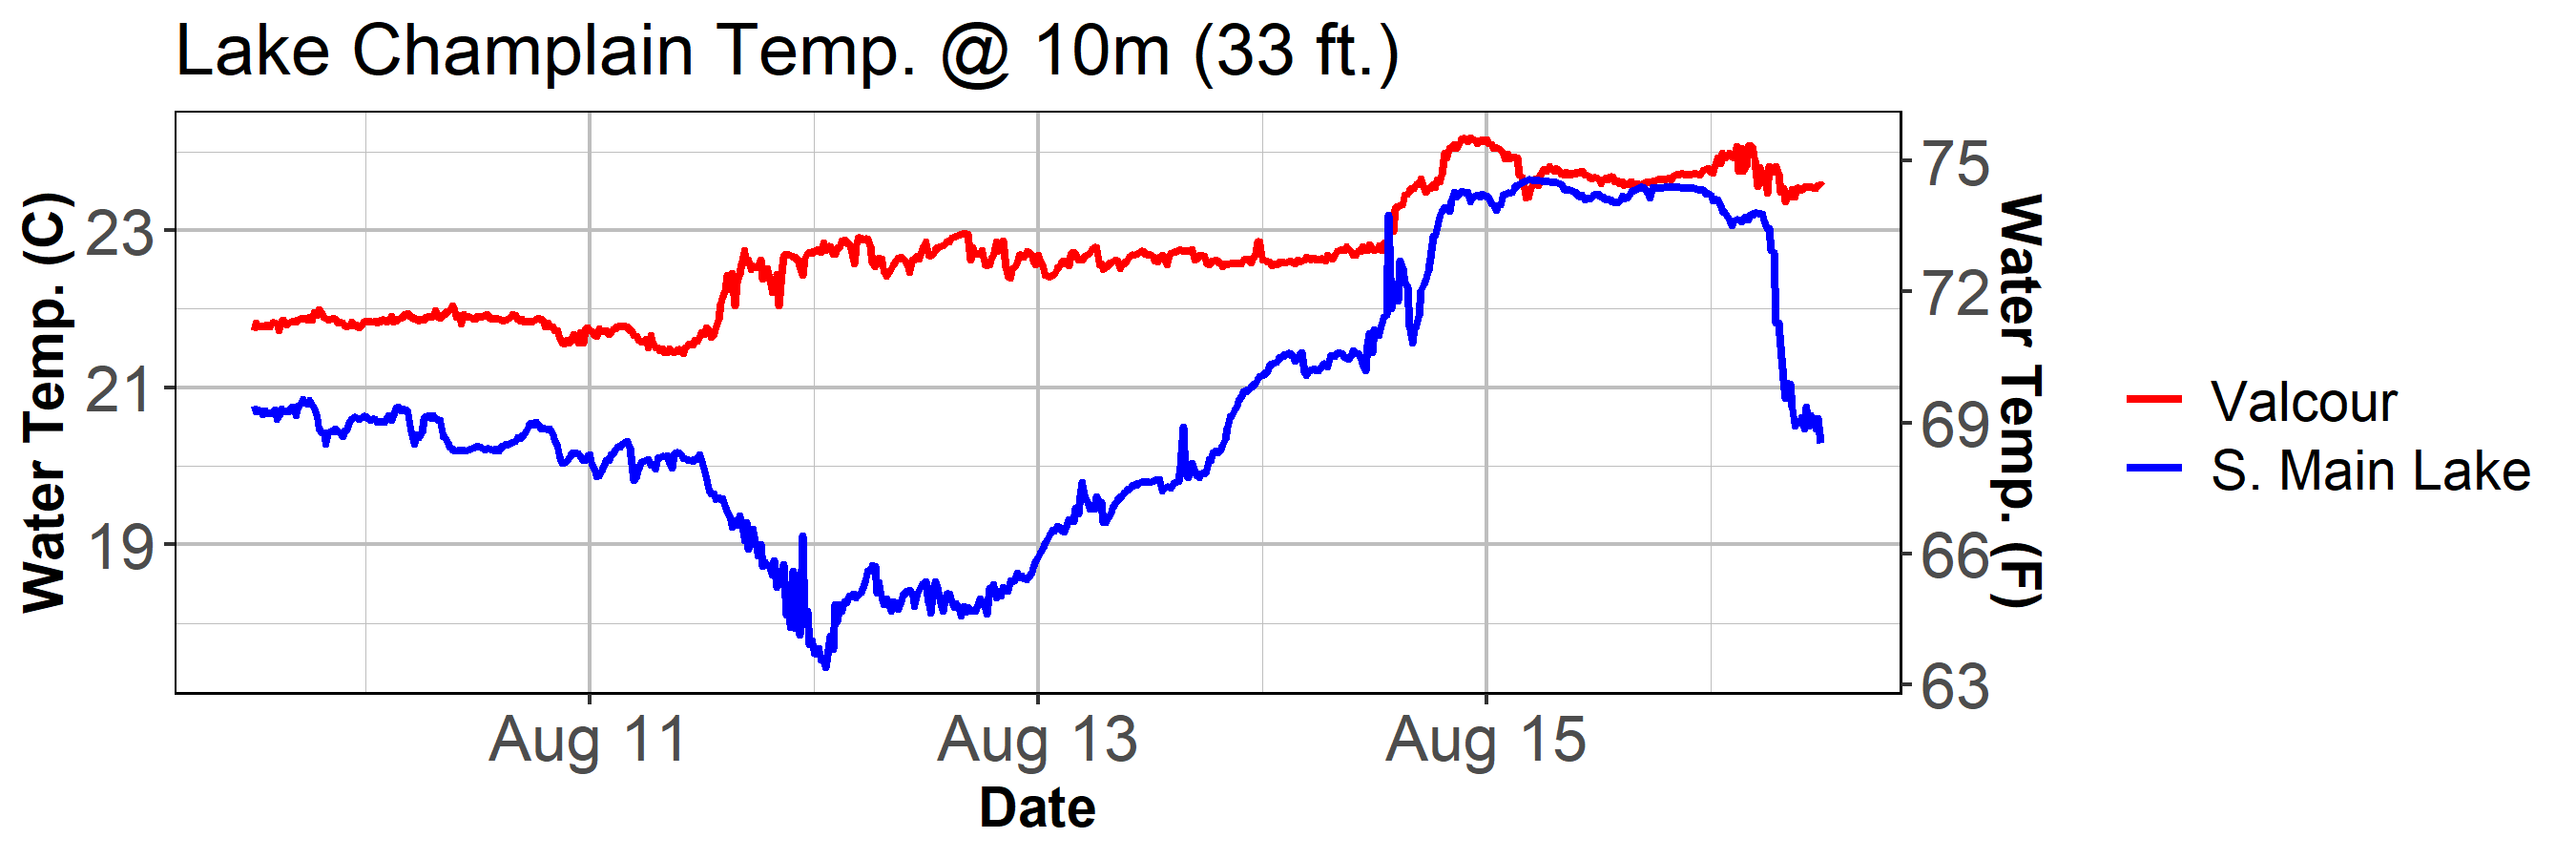 Lake Champlain Temp. @ 10m (33 ft.)
Water Temp. (C)
23
21
19
75
72
69
66
63
Water Temp. (F)
Aug 11
Aug 13
Aug 15
Date
Valcour
S. Main Lake